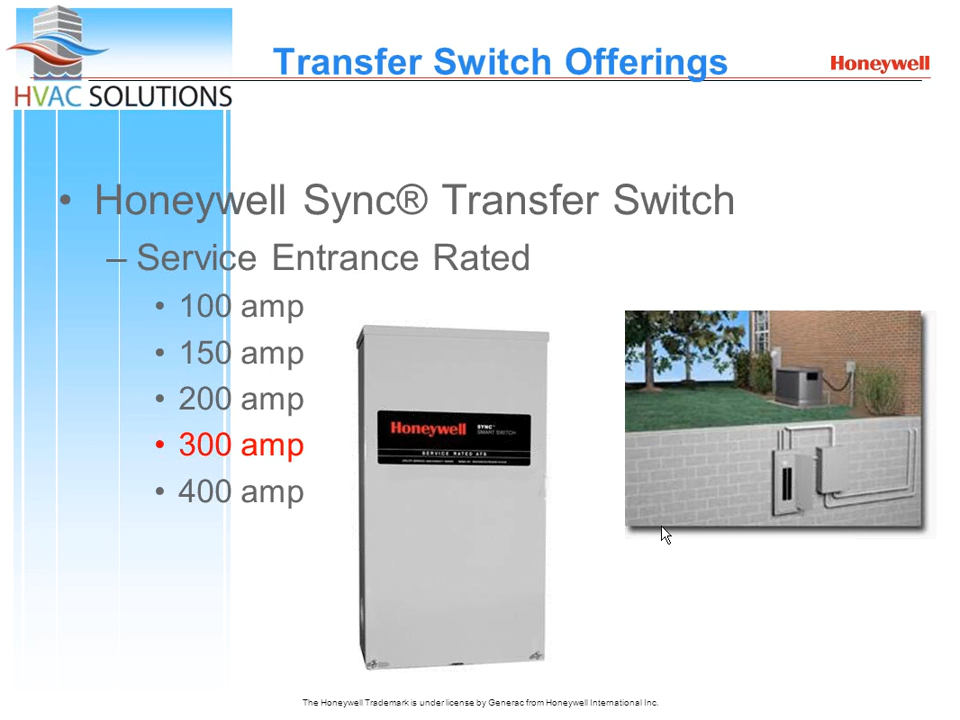 Transfer Switch Offerings
Honeywell
HVAC SOLUTIONS
• Honeywell Sync® Transfer Switch
– Service Entrance Rated
• 100 amp
• 150 amp
• 200 amp
• 300 amp
• 400 amp
Honeywell
SYNC™
SMART SWITCH
SERVICE RATED ATS
The Honeywell Trademark is under license by Generac from Honeywell International Inc.